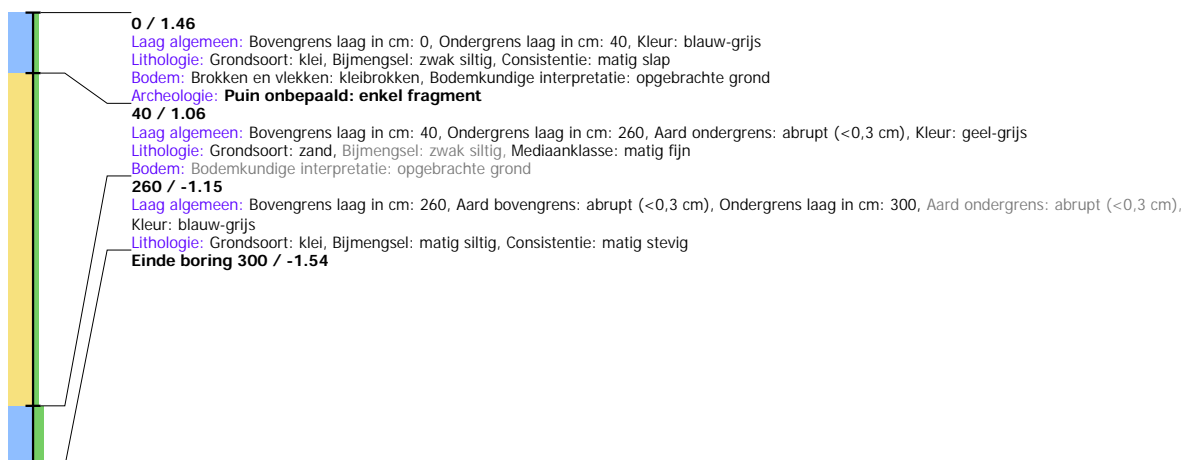 0 / 1.46
Laag algemeen: Bovengrens laag in cm: 0, Ondergrens laag in cm: 40, Kleur: blauw-grijs
Lithologie: Grondsoort: klei, Bijmengsel: zwak siltig, Consistentie: matig slap
Bodem: Brokken en vlekken: kleibrokken, Bodemkundige interpretatie: opgebrachte grond
Archeologie: Puin onbepaald: enkel fragment
40 / 1.06
Laag algemeen: Bovengrens laag in cm: 40, Ondergrens laag in cm: 260, Aard ondergrens: abrupt (<0,3 cm), Kleur: geel-grijs
Lithologie: Grondsoort: zand, Bijmengsel: zwak siltig, Mediaanklasse: matig fijn
Bodem: Bodemkundige interpretatie: opgebrachte grond
260 / -1.15
Laag algemeen: Bovengrens laag in cm: 260, Aard bovengrens: abrupt (<0,3 cm), Ondergrens laag in cm: 300, Aard ondergrens: abrupt (<0,3 cm),
Kleur: blauw-grijs
Lithologie: Grondsoort: klei, Bijmengsel: matig siltig, Consistentie: matig stevig
Einde boring 300 / -1.54